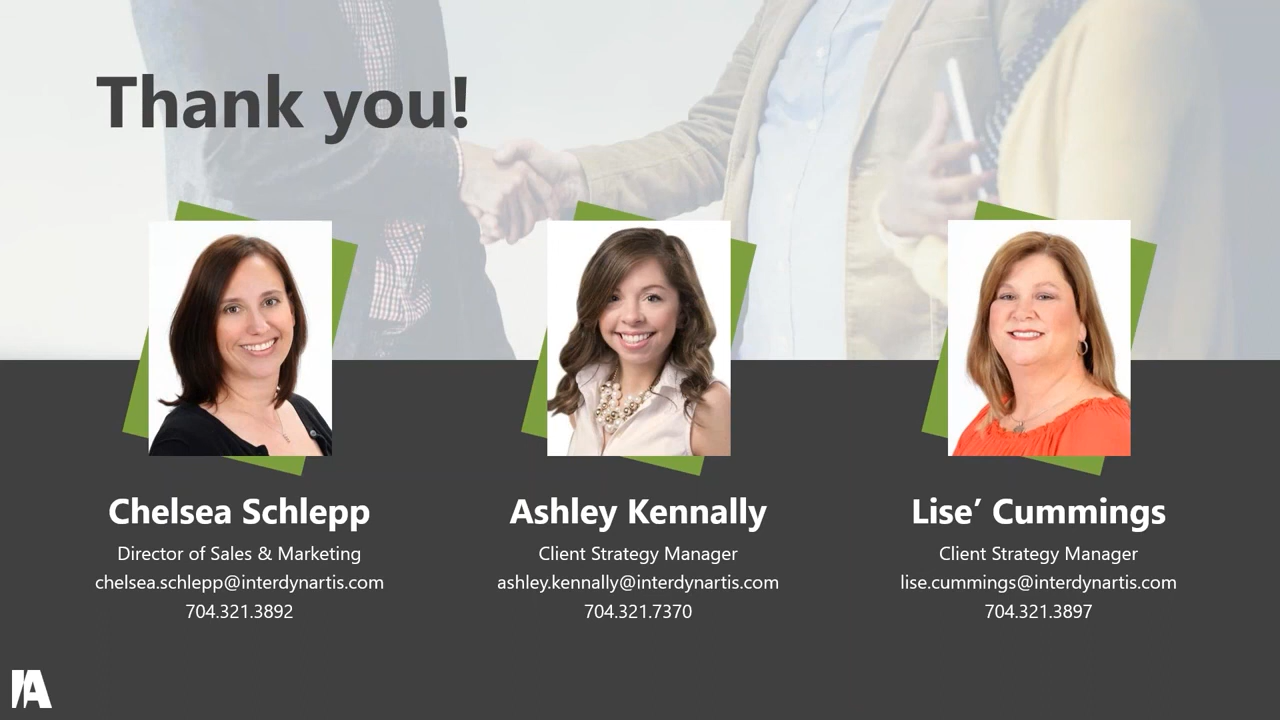 Thank you!
Chelsea Schlepp
Director of Sales & Marketing
chelsea.schlepp@interdynartis.com
704.321.3892
Ashley Kennally
Client Strategy Manager
ashley.kennally@interdynartis.com
704.321.7370
Lise’ Cummings
Client Strategy Manager
lise.cummings@interdynartis.com
704.321.3897
IA